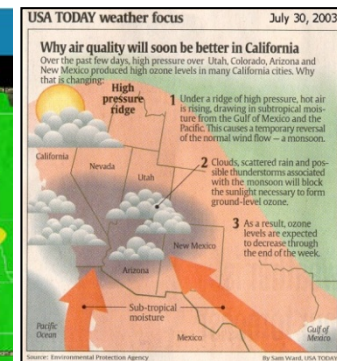 USA TODAY weather focus
July 30, 2003
Why air quality will soon be better in California
Over the past few days, high pressure over Utah, Colorado, Arizona and
New Mexico produced high ozone levels in many California cities. Why
that is changing:
High
pressure
ridge
1 Under a ridge of high pressure, hot air
is rising, drawing in subtropical mois-
ture from the Gulf of Mexico and the
Pacific. This causes a temporary reversal
of the normal wind flow — a monsoon.
2 Clouds, scattered rain and pos-
sible thunderstorms associated
with the monsoon will block
the sunlight necessary to form
ground-level ozone.
3 As a result, ozone
levels are expected
to decrease through
the end of the week.
California
Nevada
Utah
Arizona
New Mexico
Sub-tropical
moisture
Pacific
Ocean
Mexico
Gulf of
Mexico
Source: Environmental Protection Agency
By Sam Ward, USA TODAY